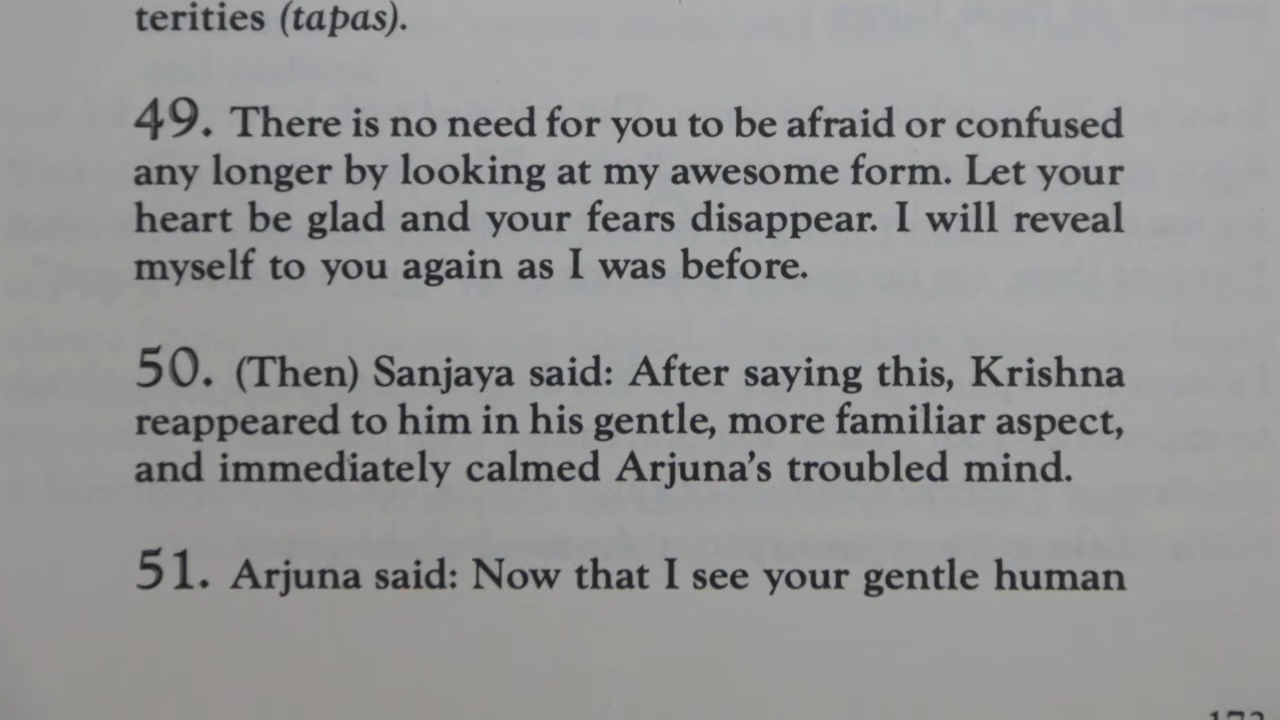 terities (tapas).
49. There is no need for you to be afraid or confused
any longer by looking at my awesome form. Let your
heart be glad and your fears disappear. I will reveal
myself to you again as I was before.
50. (Then) Sanjaya said: After saying this, Krishna
reappeared to him in his gentle, more familiar aspect,
and immediately calmed Arjuna's troubled mind.
51. Arjuna said: Now that I see your gentle human